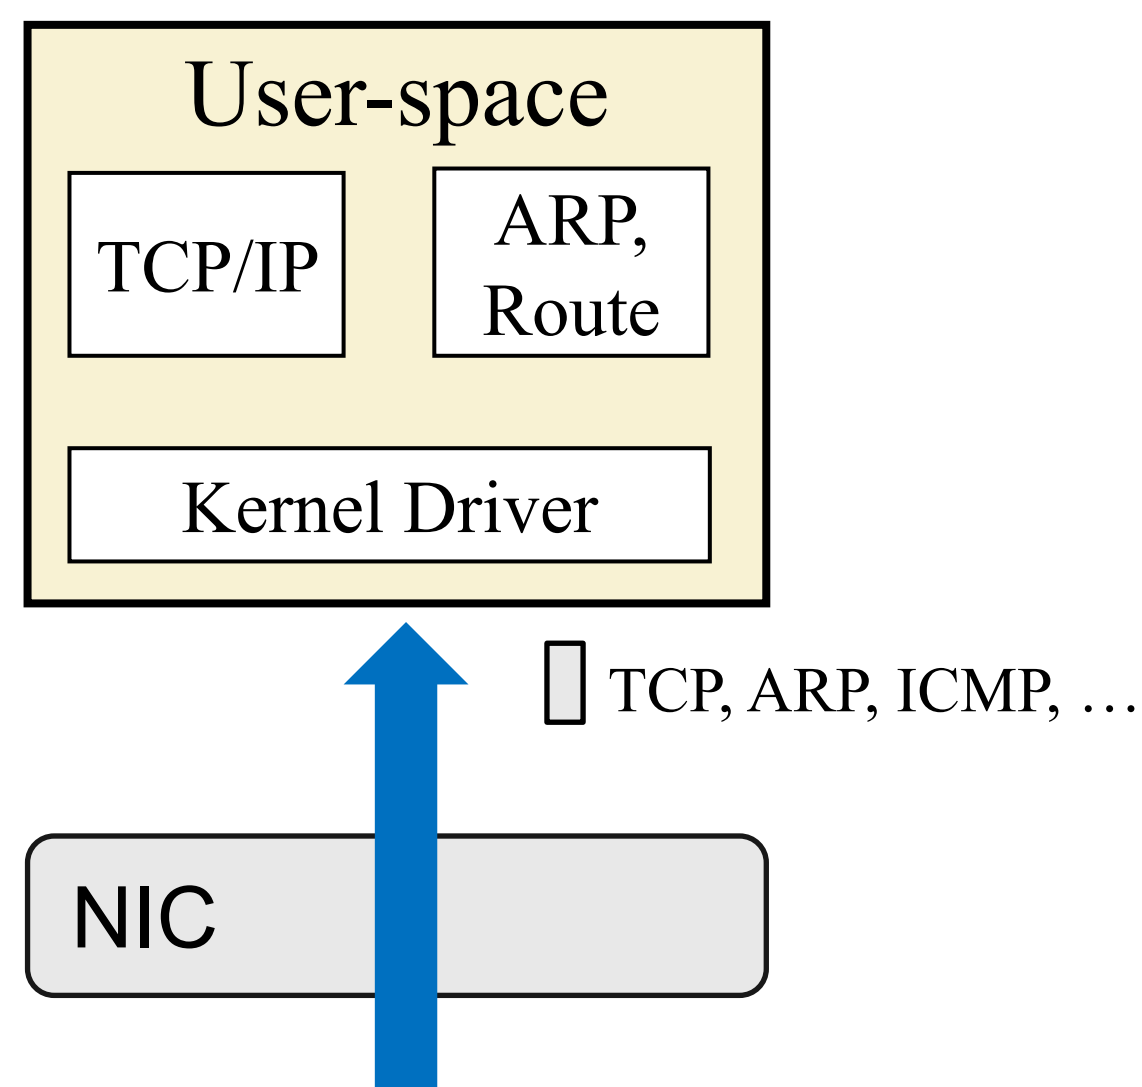 User-space
TCP/IP
ARP,
Route
Kernel Driver
TCP, ARP, ICMP, …
NIC